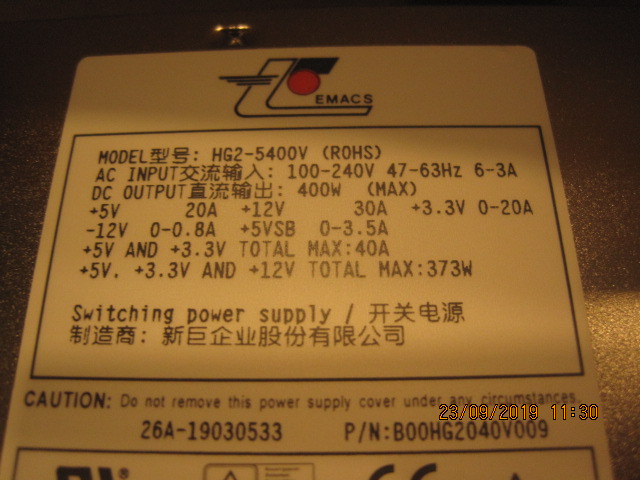 EMACS
MODEL型号: HG2-5400V (ROHS)
AC INPUT交流输入: 100-240V 47-63Hz 6-3A
DC OUTPUT直流输出: 400W (MAX)
+5V 20A +12V 30A +3.3V 0-20A
-12V 0-0.8A +5VSB 0-3.5A
+5V AND +3.3V TOTAL MAX:40A
+5V. +3.3V AND +12V TOTAL MAX:373W
Switching power supply / 开关电源
制造商: 新巨企业股份有限公司
CAUTION: Do not remove this power supply cover under any circumstances.
23/09/2019 11:30
26A-19030533 P/N:B00HG2040V009